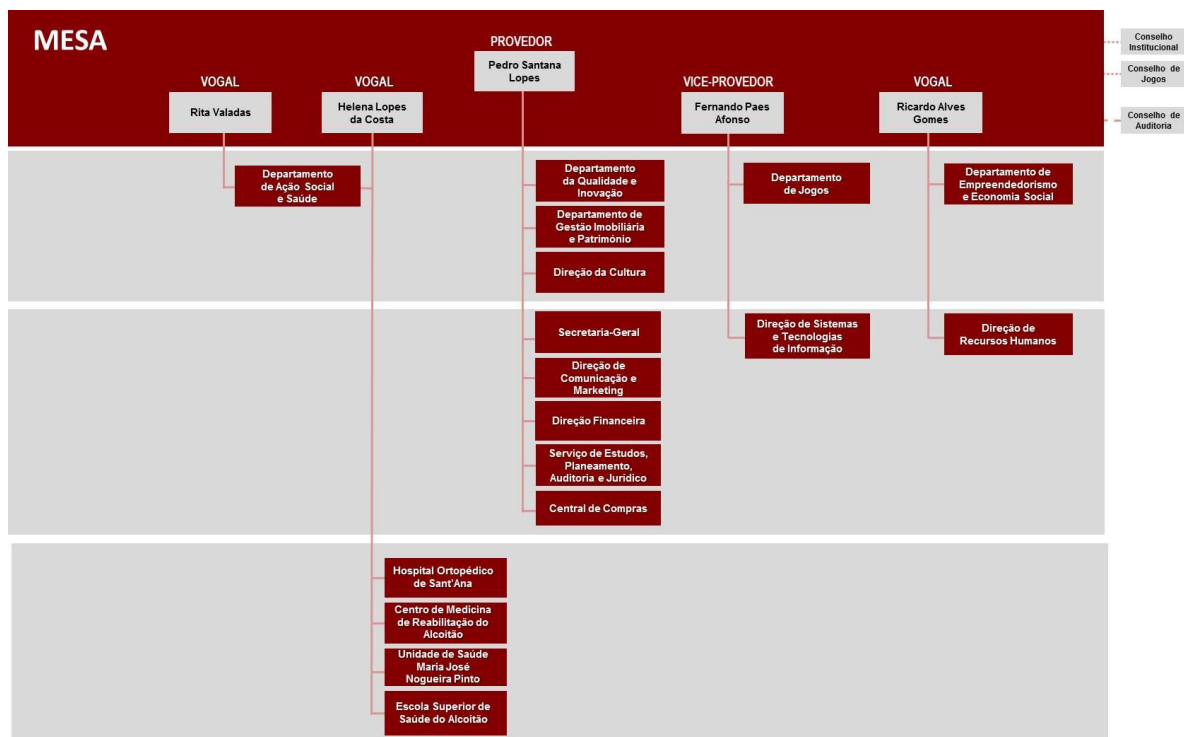 MESA
PROVEDOR
Pedro Santana
Lopes
VOGAL
Rita Valadas
VOGAL
Helena Lopes
da Costa
VICE-PROVEDOR
Fernando Paes
Afonso
VOGAL
Ricardo Alves
Gomes
Conselho
Institucional
Conselho de
Jogos
Conselho de
Auditoria
Departamento
de Ação Social
e Saúde
Departamento
da Qualidade e
Inovação
Departamento de
Gestão Imobiliária
e Património
Direção da Cultura
Departamento
de Jogos
Departamento de
Empreendedorismo
e Economia Social
Secretaria-Geral
Direção de
Comunicação e
Marketing
Direção Financeira
Serviço de Estudos,
Planeamento,
Auditoria e Jurídico
Central de Compras
Direção de Sistemas
e Tecnologias
de Informação
Direção de
Recursos Humanos
Hospital Ortopédico
de Sant'Ana
Centro de Medicina
de Reabilitação do
Alcoitão
Unidade de Saúde
Maria José
Nogueira Pinto
Escola Superior de
Saúde do Alcoitão